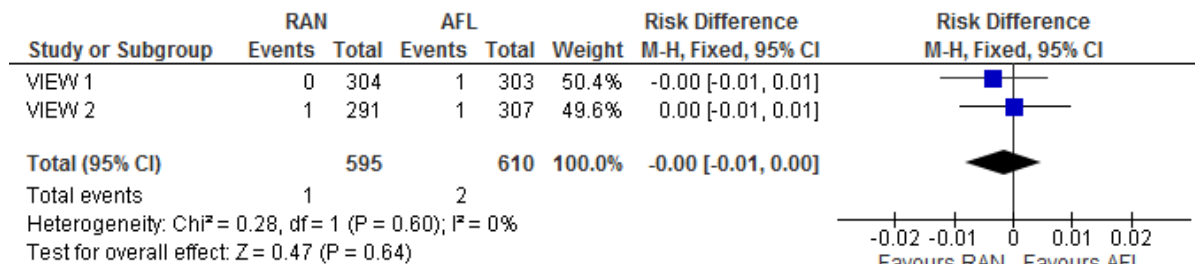 RAN AFL Risk Difference Risk Difference
Study or Subgroup Events Total Events Total Weight M-H, Fixed, 95% CI M-H, Fixed, 95% CI
VIEW 1 0 304 1 303 50.4% -0.00 [-0.01, 0.01]
VIEW 2 1 291 1 307 49.6% 0.00 [-0.01, 0.01]
Total (95% CI) 595 610 100.0% -0.00 [-0.01, 0.00]
Total events 1 2
Heterogeneity: Chi² = 0.28, df = 1 (P = 0.60); I² = 0%
Test for overall effect: Z = 0.47 (P = 0.64)
-0.02 -0.01 0 0.01 0.02
Favours RAN Favours AFL